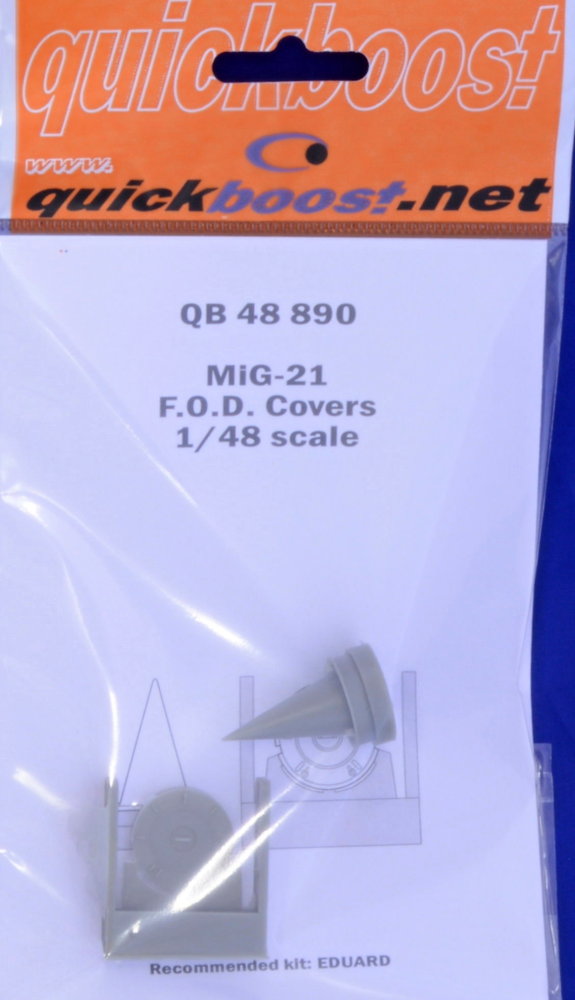 quickboost
www.
quickboost.net
QB 48 890
MiG-21
F.O.D. Covers
1/48 scale
Recommended kit: EDUARD